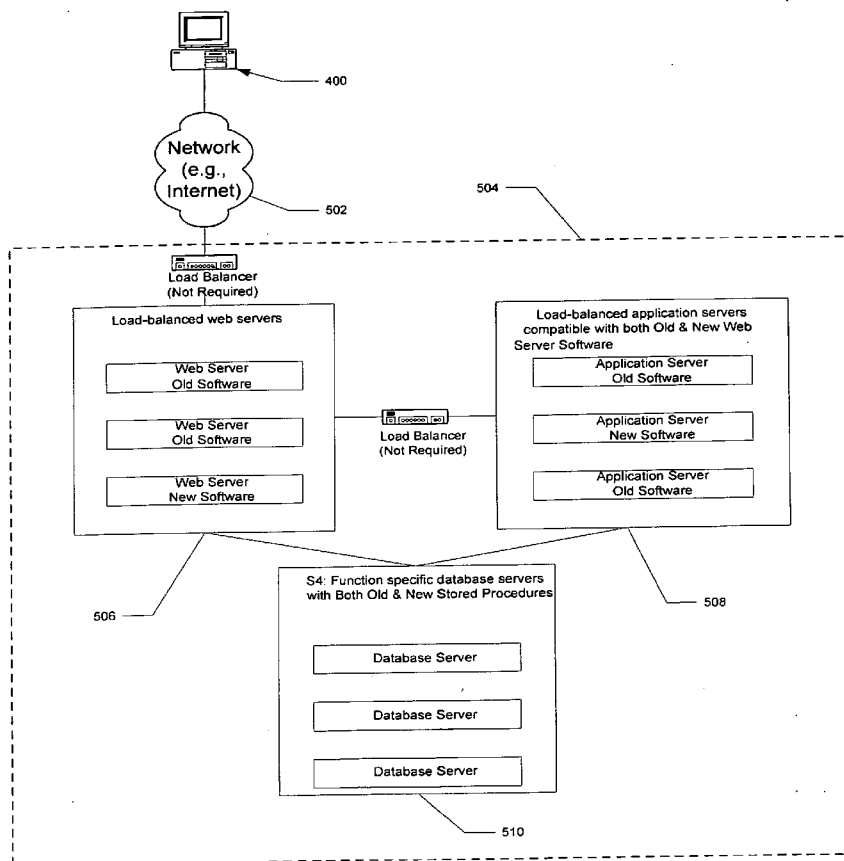 400
Network
(e.g.,
Internet)
502
504
Load Balancer
(Not Required)
Load-balanced web servers
Web Server
Old Software
Web Server
Old Software
Web Server
New Software
Load Balancer
(Not Required)
Load-balanced application servers
compatible with both Old & New Web
Server Software
Application Server
Old Software
Application Server
New Software
Application Server
Old Software
506
508
S4: Function specific database servers
with Both Old & New Stored Procedures
Database Server
Database Server
Database Server
510